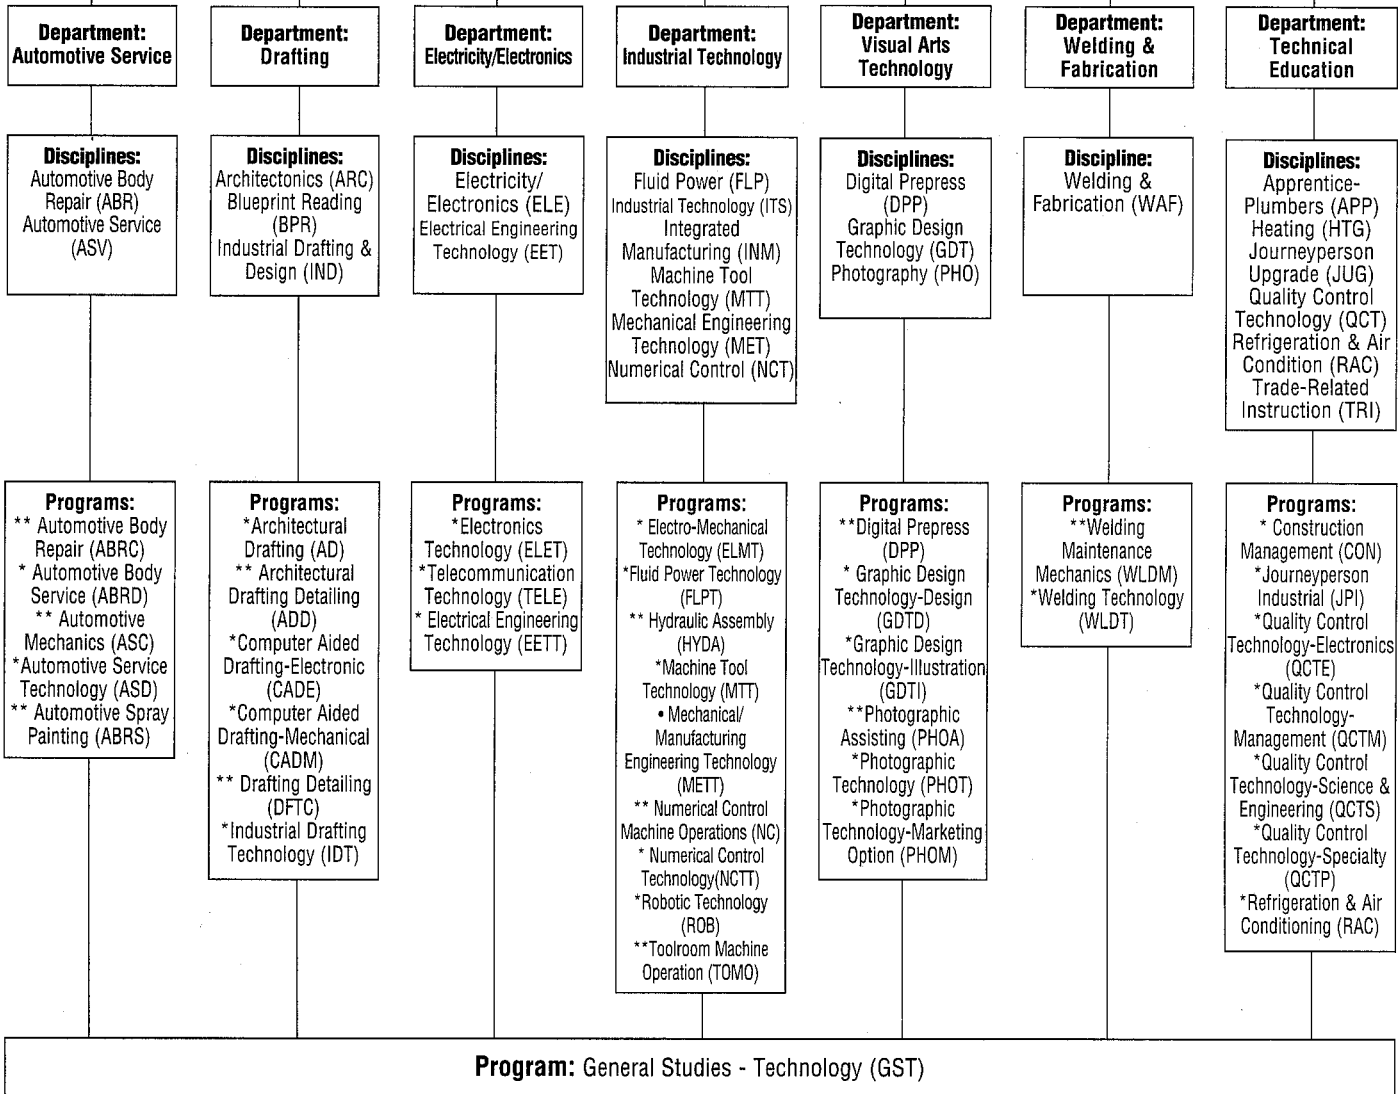 Department:
Automotive Service
Department:
Drafting
Department:
Electricity/Electronics
Department:
Industrial Technology
Department:
Visual Arts
Technology
Department:
Welding &
Fabrication
Department:
Technical
Education
Disciplines:
Automotive Body
Repair (ABR)
Automotive Service
(ASV)
Disciplines:
Architectonics (ARC)
Blueprint Reading
(BPR)
Industrial Drafting &
Design (IND)
Disciplines:
Electricity/
Electronics (ELE)
Electrical Engineering
Technology (EET)
Disciplines:
Fluid Power (FLP)
Industrial Technology (ITS)
Integrated
Manufacturing (INM)
Machine Tool
Technology (MTT)
Mechanical Engineering
Technology (MET)
Numerical Control (NCT)
Disciplines:
Digital Prepress
(DPP)
Graphic Design
Technology (GDT)
Photography (PHO)
Discipline:
Welding &
Fabrication (WAF)
Disciplines:
Apprentice-
Plumbers (APP)
Heating (HTG)
Journeyperson
Upgrade (JUG)
Quality Control
Technology (QCT)
Refrigeration & Air
Condition (RAC)
Trade-Related
Instruction (TRI)
Programs:
** Automotive Body
Repair (ABRC)
* Automotive Body
Service (ABRD)
** Automotive
Mechanics (ASC)
*Automotive Service
Technology (ASD)
** Automotive Spray
Painting (ABRS)
Programs:
*Architectural
Drafting (AD)
** Architectural
Drafting Detailing
(ADD)
*Computer Aided
Drafting-Electronic
(CADE)
*Computer Aided
Drafting-Mechanical
(CADM)
** Drafting Detailing
(DFTC)
*Industrial Drafting
Technology (IDT)
Programs:
*Electronics
Technology (ELET)
*Telecommunication
Technology (TELE)
* Electrical Engineering
Technology (EETT)
Programs:
* Electro-Mechanical
Technology (ELMT)
*Fluid Power Technology
(FLPT)
** Hydraulic Assembly
(HYDA)
*Machine Tool
Technology (MTT)
• Mechanical/
Manufacturing
Engineering Technology
(METT)
** Numerical Control
Machine Operations (NC)
* Numerical Control
Technology(NCTT)
*Robotic Technology
(ROB)
**Toolroom Machine
Operation (TOMO)
Programs:
**Digital Prepress
(DPP)
* Graphic Design
Technology-Design
(GDTD)
*Graphic Design
Technology-Illustration
(GDTI)
**Photographic
Assisting (PHOA)
*Photographic
Technology (PHOT)
*Photographic
Technology-Marketing
Option (PHOM)
Programs:
**Welding
Maintenance
Mechanics (WLDM)
*Welding Technology
(WLDT)
Programs:
* Construction
Management (CON)
*Journeyperson
Industrial (JPI)
*Quality Control
Technology-Electronics
(QCTE)
*Quality Control
Technology-
Management (QCTM)
*Quality Control
Technology-Science &
Engineering (QCTS)
*Quality Control
Technology-Specialty
(QCTP)
*Refrigeration & Air
Conditioning (RAC)
Program: General Studies - Technology (GST)